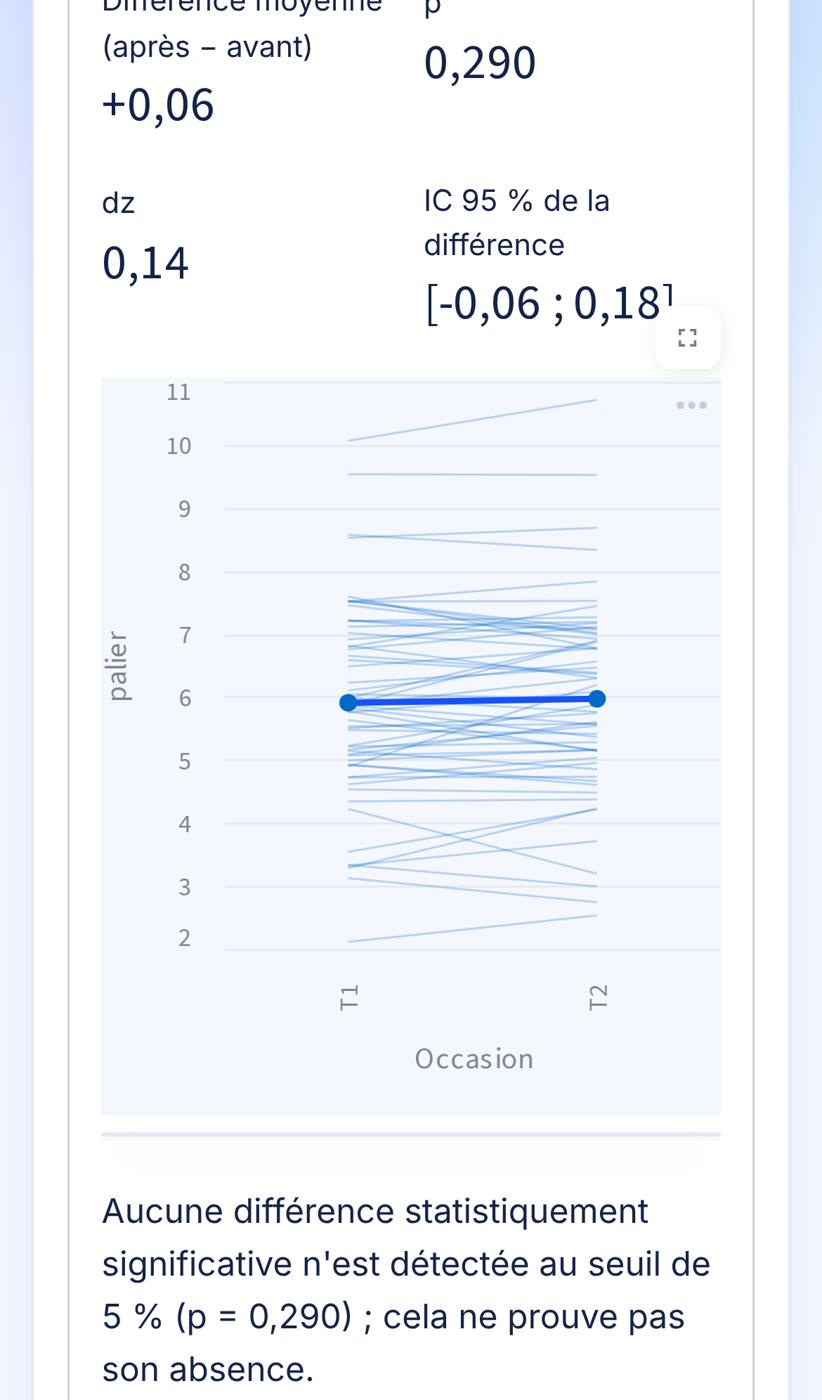 Différence moyenne
(après − avant)
+0,06
p
0,290
dz
0,14
IC 95 % de la
différence
[-0,06 ; 0,18]
11
10
9
8
7
6
5
4
3
2
palier
T1
T2
Occasion
Aucune différence statistiquement
significative n'est détectée au seuil de
5 % (p = 0,290) ; cela ne prouve pas
son absence.